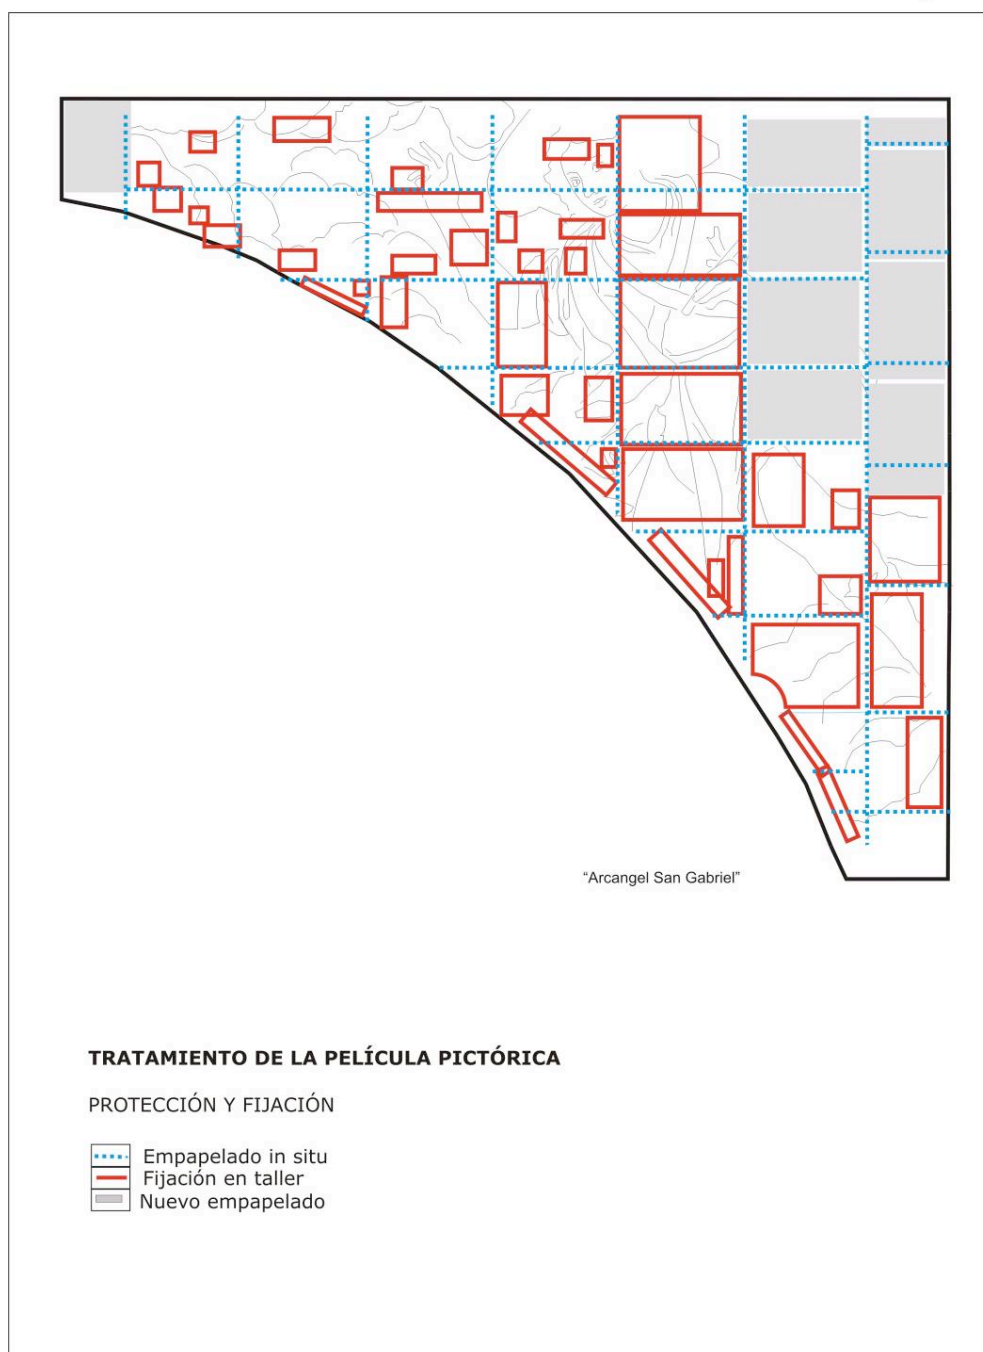 “Arcangel San Gabriel”
TRATAMIENTO DE LA PELÍCULA PICTÓRICA
PROTECCIÓN Y FIJACIÓN
Empapelado in situ
Fijación en taller
Nuevo empapelado